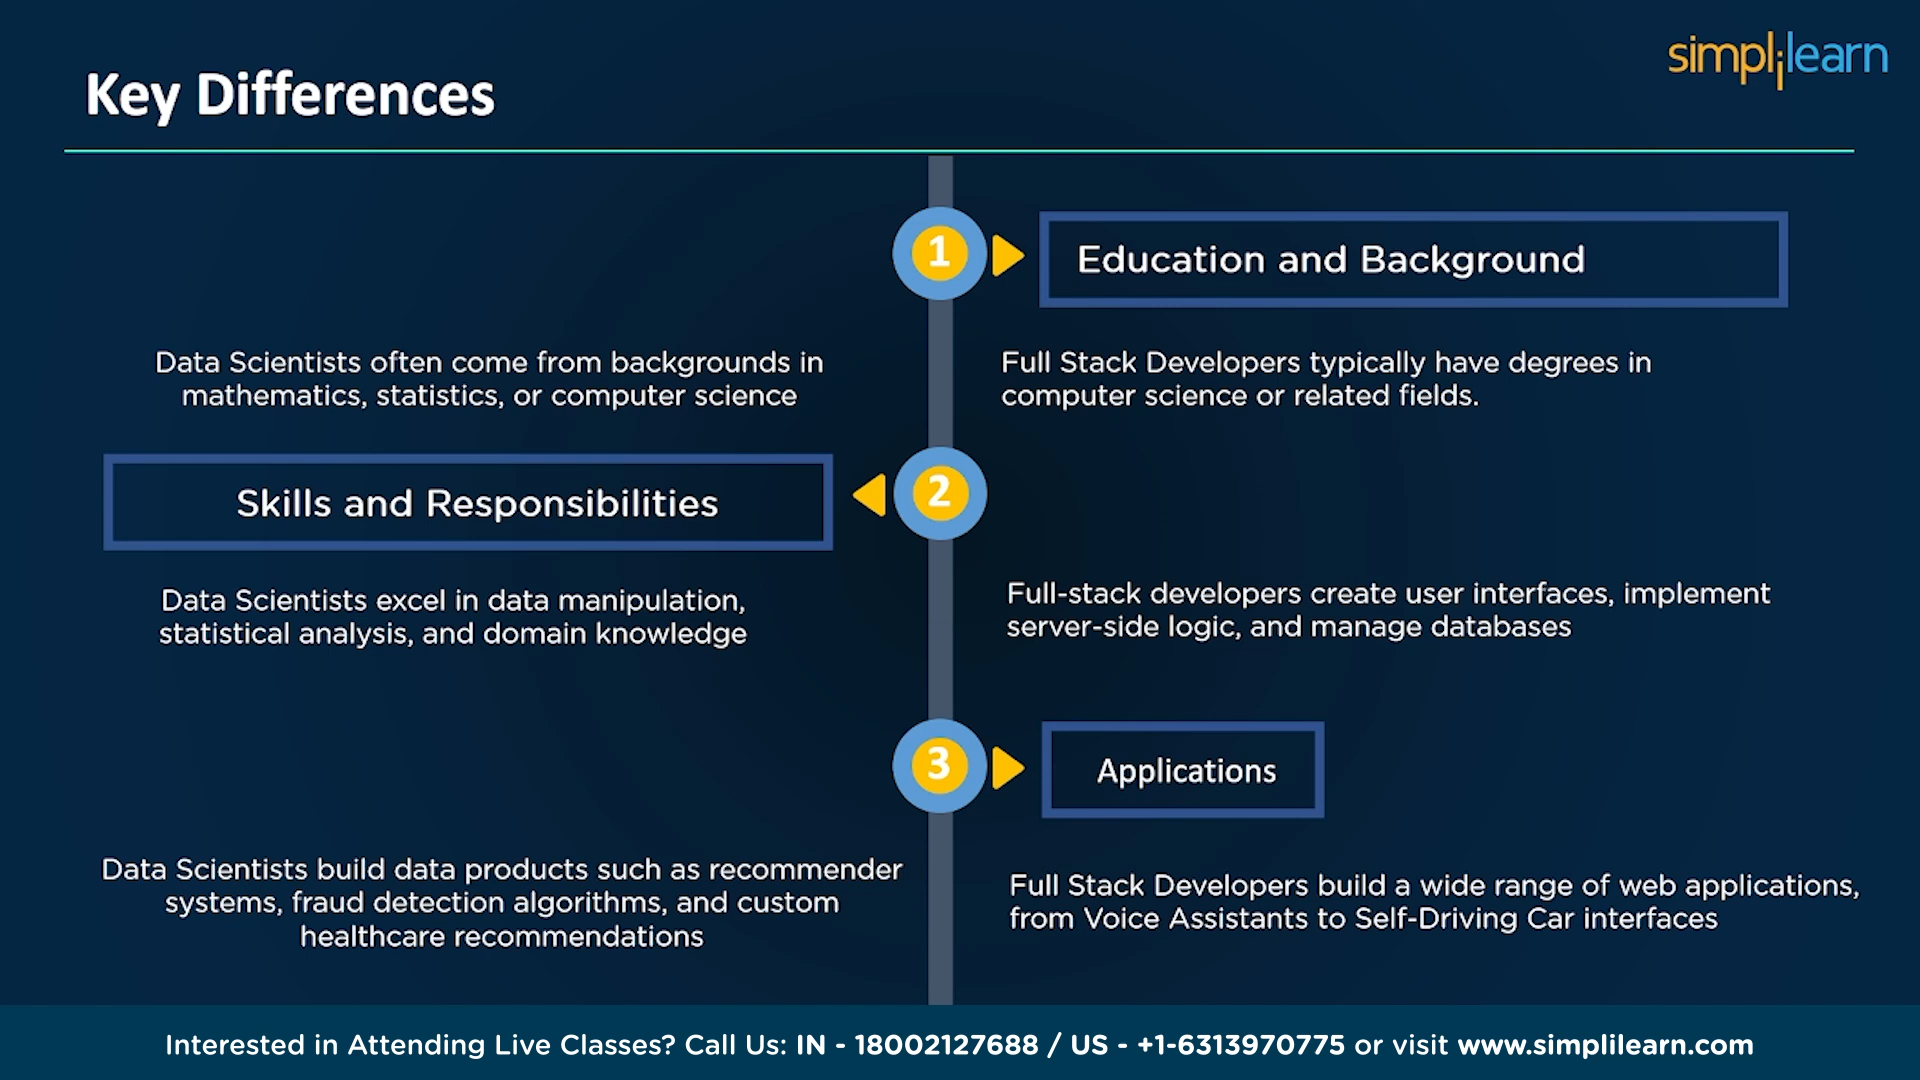 simplilearn
Key Differences
1
Education and Background
Data Scientists often come from backgrounds in
mathematics, statistics, or computer science
Full Stack Developers typically have degrees in
computer science or related fields.
2
Skills and Responsibilities
Data Scientists excel in data manipulation,
statistical analysis, and domain knowledge
Full-stack developers create user interfaces, implement
server-side logic, and manage databases
3
Applications
Data Scientists build data products such as recommender
systems, fraud detection algorithms, and custom
healthcare recommendations
Full Stack Developers build a wide range of web applications,
from Voice Assistants to Self-Driving Car interfaces
Interested in Attending Live Classes? Call Us: IN - 18002127688 / US - +1-6313970775 or visit www.simplilearn.com